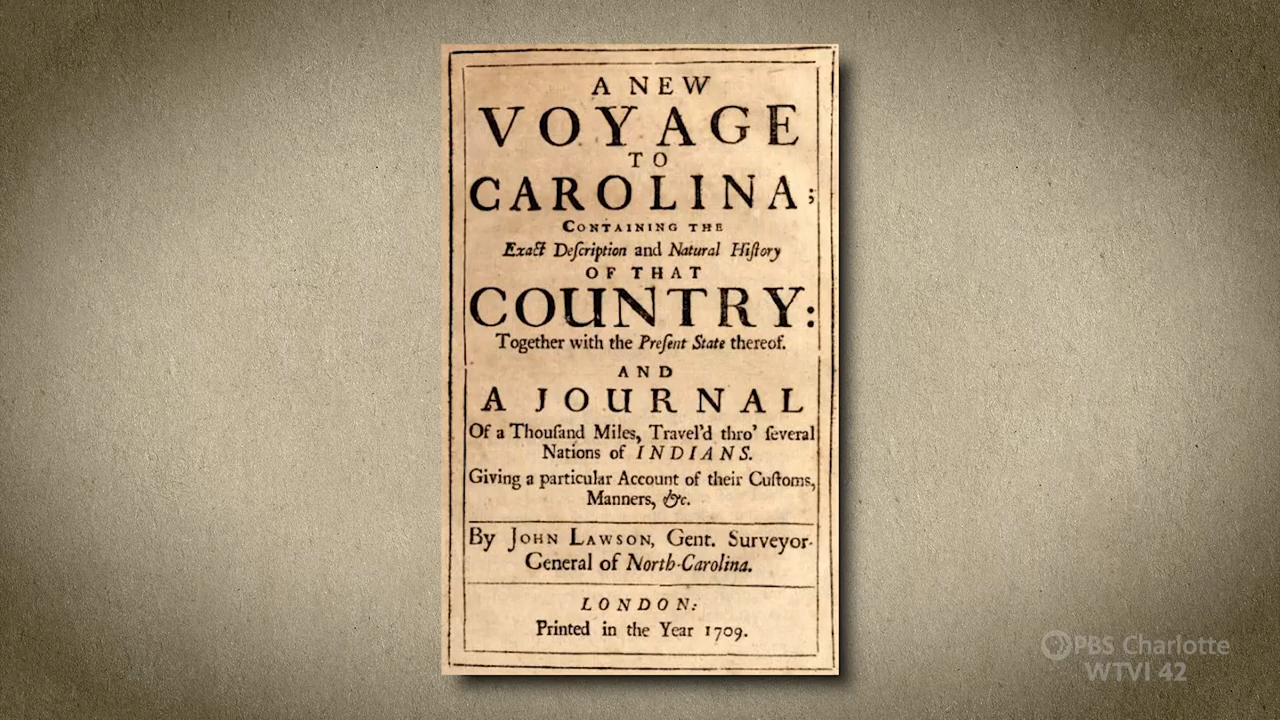 A NEW
VOYAGE
TO
CAROLINA;
CONTAINING THE
Exact Deſcription and Natural Hiſtory
OF THAT
COUNTRY:
Together with the Preſent State thereof.
AND
A JOURNAL
Of a Thouſand Miles, Travel'd thro' ſeveral
Nations of INDIANS.
Giving a particular Account of their Cuſtoms,
Manners, &c.
By JOHN LAWSON, Gent. Surveyor-
General of North-Carolina.
LONDON:
Printed in the Year 1709.
PBS Charlotte
WTVI 42